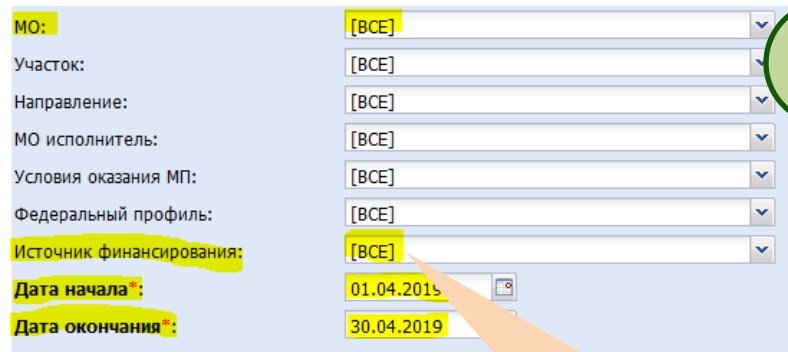 МО: [ВСЕ]
Участок: [ВСЕ]
Направление: [ВСЕ]
МО исполнитель: [ВСЕ]
Условия оказания МП: [ВСЕ]
Федеральный профиль: [ВСЕ]
Источник финансирования: [ВСЕ]
Дата начала*: 01.04.2019
Дата окончания*: 30.04.2019